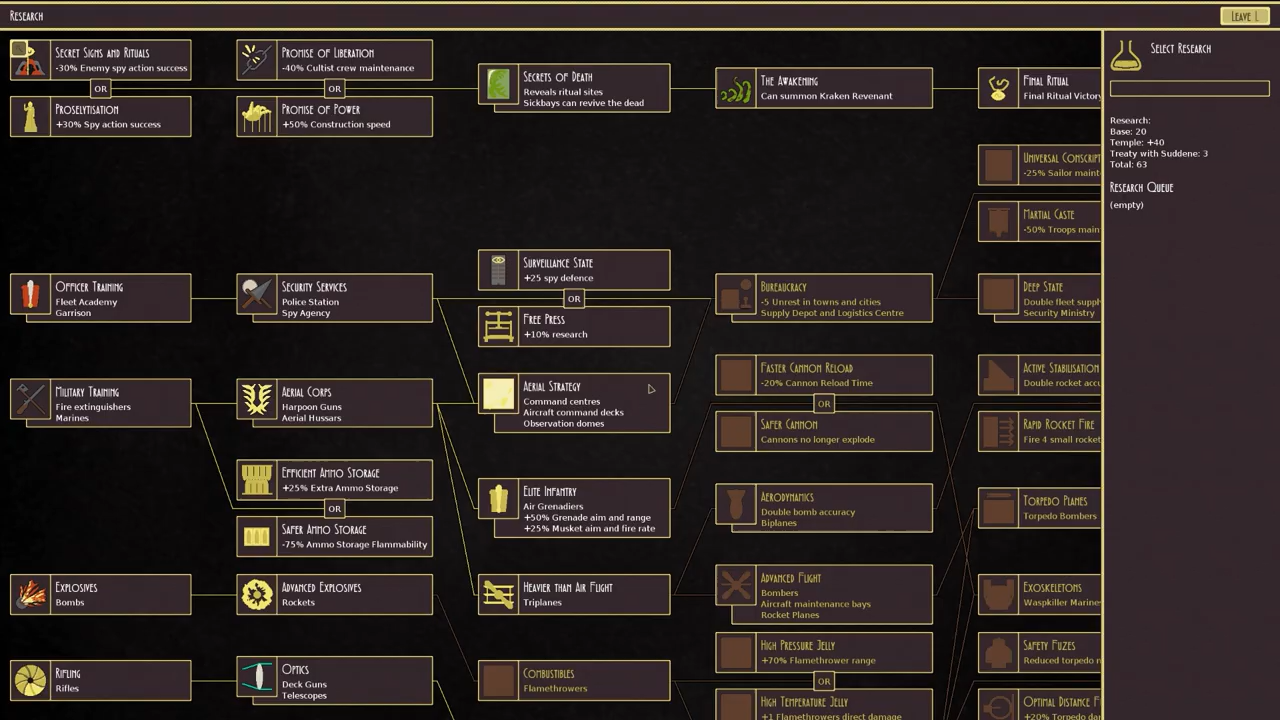 Research
Leave L
Secret Signs and Rituals
-30% Enemy spy action success
OR
Proselytisation
+30% Spy action success
Promise of Liberation
-40% Cultist crew maintenance
OR
Promise of Power
+50% Construction speed
Secrets of Death
Reveals ritual sites
Sickbays can revive the dead
The Awakening
Can summon Kraken Revenant
Final Ritual
Final Ritual Victory
Universal Conscript
-25% Sailor maint
Martial Caste
-50% Troops main
Officer Training
Fleet Academy
Garrison
Security Services
Police Station
Spy Agency
Surveillance State
+25 spy defence
OR
Free Press
+10% research
Bureaucracy
-5 Unrest in towns and cities
Supply Depot and Logistics Centre
Deep State
Double fleet suppl
Security Ministry
Military Training
Fire extinguishers
Marines
Aerial Corps
Harpoon Guns
Aerial Hussars
Aerial Strategy
Command centres
Aircraft command decks
Observation domes
Faster Cannon Reload
-20% Cannon Reload Time
OR
Safer Cannon
Cannons no longer explode
Active Stabilisation
Double rocket accu
Rapid Rocket Fire
Fire 4 small rocket
Efficient Ammo Storage
+25% Extra Ammo Storage
OR
Safer Ammo Storage
-75% Ammo Storage Flammability
Elite Infantry
Air Grenadiers
+50% Grenade aim and range
+25% Musket aim and fire rate
Aerodynamics
Double bomb accuracy
Biplanes
Torpedo Planes
Torpedo Bombers
Explosives
Bombs
Advanced Explosives
Rockets
Heavier than Air Flight
Triplanes
Advanced Flight
Bombers
Aircraft maintenance bays
Rocket Planes
Exoskeletons
Waspkiller Marine
Rifling
Rifles
Optics
Deck Guns
Telescopes
Combustibles
Flamethrowers
High Pressure Jelly
+70% Flamethrower range
OR
High Temperature Jelly
+1 Flamethrowers direct damage
Safety Fuzes
Reduced torpedo m
Optimal Distance F
+20% Torpedo da
Select Research
Research:
Base: 20
Temple: +40
Treaty with Suddene: 3
Total: 63
Research Queue
(empty)